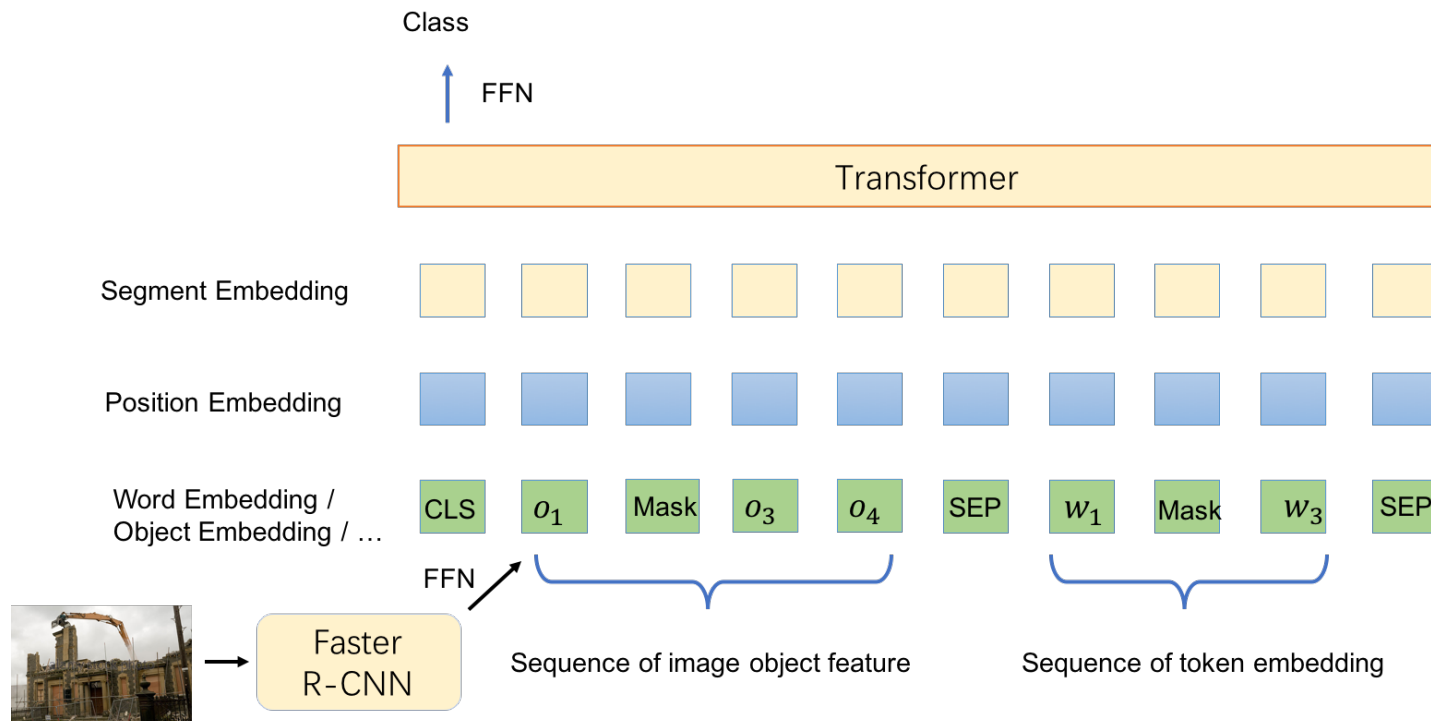 Class
FFN
Transformer
Segment Embedding
Position Embedding
Word Embedding /
Object Embedding / …
CLS o₁ Mask o₃ o₄ SEP w₁ Mask w₃ SEP
FFN
Faster
R-CNN
Sequence of image object feature
Sequence of token embedding